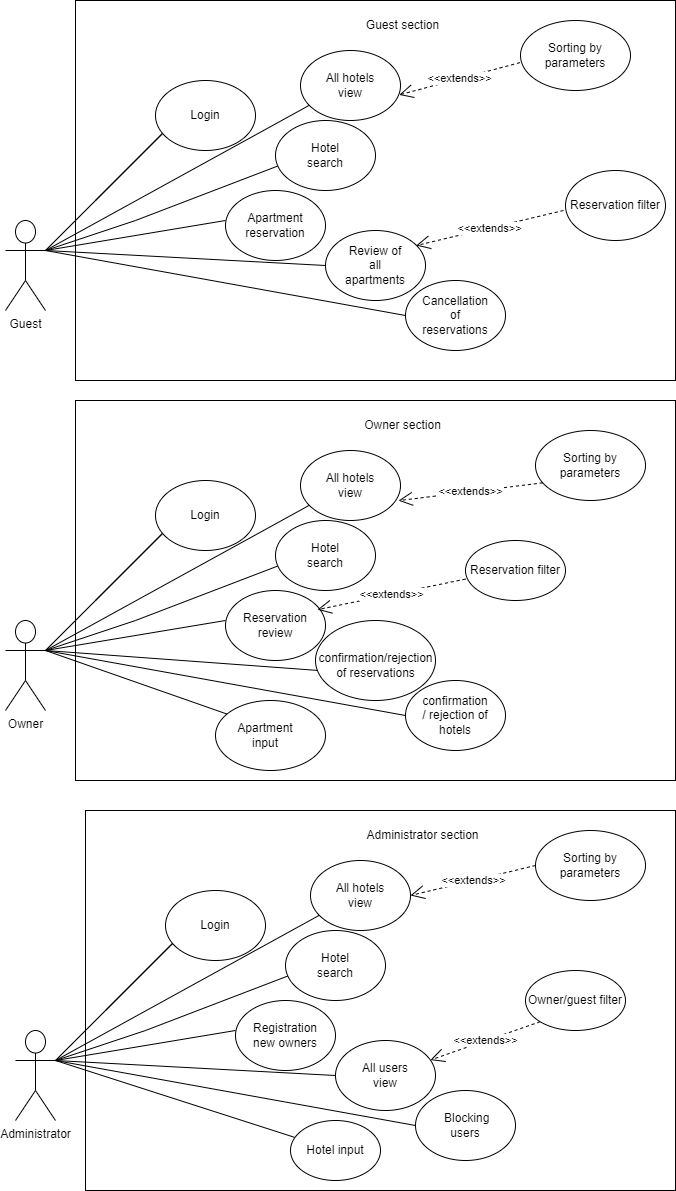 Guest section
Sorting by
parameters
All hotels
view
<<extends>>
Login
Hotel
search
Apartment
reservation
Reservation filter
<<extends>>
Review of
all
apartments
Cancellation
of
reservations
Guest
Owner section
Sorting by
parameters
All hotels
view
<<extends>>
Login
Hotel
search
Reservation filter
<<extends>>
Reservation
review
confirmation/rejection
of reservations
confirmation
/ rejection of
hotels
Apartment
input
Owner
Administrator section
Sorting by
parameters
All hotels
view
<<extends>>
Login
Hotel
search
Owner/guest filter
Registration
new owners
<<extends>>
All users
view
Blocking
users
Hotel input
Administrator